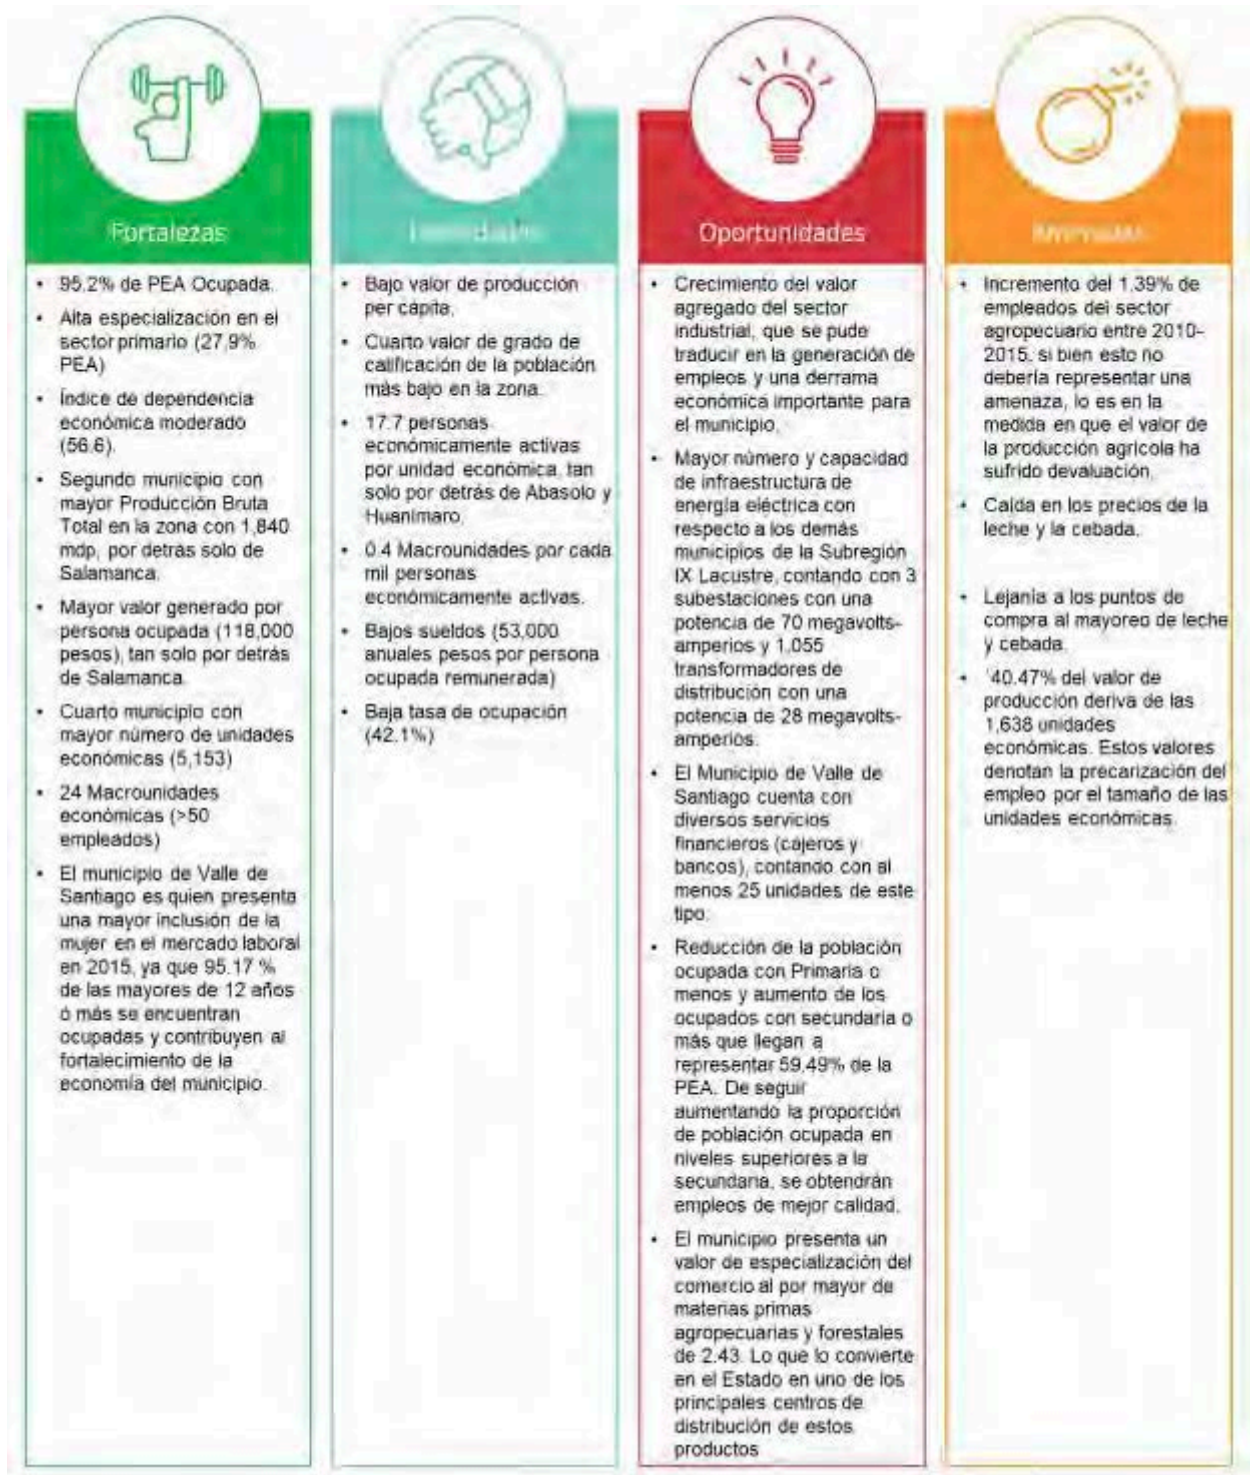 Fortalezas
• 95.2% de PEA Ocupada.
• Alta especialización en el
sector primario (27,9%
PEA)
• Índice de dependencia
económica moderado
(56.6).
• Segundo municipio con
mayor Producción Bruta
Total en la zona con 1,840
mdp, por detrás solo de
Salamanca.
• Mayor valor generado por
persona ocupada (118,000
pesos), tan solo por detrás
de Salamanca.
• Cuarto municipio con
mayor número de unidades
económicas (5,153)
• 24 Macrounidades
económicas (>50
empleados)
• El municipio de Valle de
Santiago es quien presenta
una mayor inclusión de la
mujer en el mercado laboral
en 2015, ya que 95.17 %
de las mayores de 12 años
ó más se encuentran
ocupadas y contribuyen al
fortalecimiento de la
economía del municipio.
• Bajo valor de producción
per cápita.
• Cuarto valor de grado de
calificación de la población
más bajo en la zona.
• 17.7 personas
económicamente activas
por unidad económica, tan
solo por detrás de Abasolo y
Huanímaro.
• 0.4 Macrounidades por cada
mil personas
económicamente activas.
• Bajos sueldos (53,000
anuales pesos por persona
ocupada remunerada)
• Baja tasa de ocupación
(42.1%)
Oportunidades
• Crecimiento del valor
agregado del sector
industrial, que se pude
traducir en la generación de
empleos y una derrama
económica importante para
el municipio.
• Mayor número y capacidad
de infraestructura de
energía eléctrica con
respecto a los demás
municipios de la Subregión
IX Lacustre, contando con 3
subestaciones con una
potencia de 70 megavolts-
amperios y 1,055
transformadores de
distribución con una
potencia de 28 megavolts-
amperios.
• El Municipio de Valle de
Santiago cuenta con
diversos servicios
financieros (cajeros y
bancos), contando con al
menos 25 unidades de este
tipo.
• Reducción de la población
ocupada con Primaria o
menos y aumento de los
ocupados con secundaria o
más que llegan a
representar 59.49% de la
PEA. De seguir
aumentando la proporción
de población ocupada en
niveles superiores a la
secundaria, se obtendrán
empleos de mejor calidad.
• El municipio presenta un
valor de especialización del
comercio al por mayor de
materias primas
agropecuarias y forestales
de 2.43. Lo que lo convierte
en el Estado en uno de los
principales centros de
distribución de estos
productos
• Incremento del 1.39% de
empleados del sector
agropecuario entre 2010-
2015, si bien esto no
debería representar una
amenaza, lo es en la
medida en que el valor de
la producción agrícola ha
sufrido devaluación.
• Caída en los precios de la
leche y la cebada.
• Lejanía a los puntos de
compra al mayoreo de leche
y cebada.
• '40.47% del valor de
producción deriva de las
1,638 unidades
económicas. Estos valores
denotan la precarización del
empleo por el tamaño de las
unidades económicas.